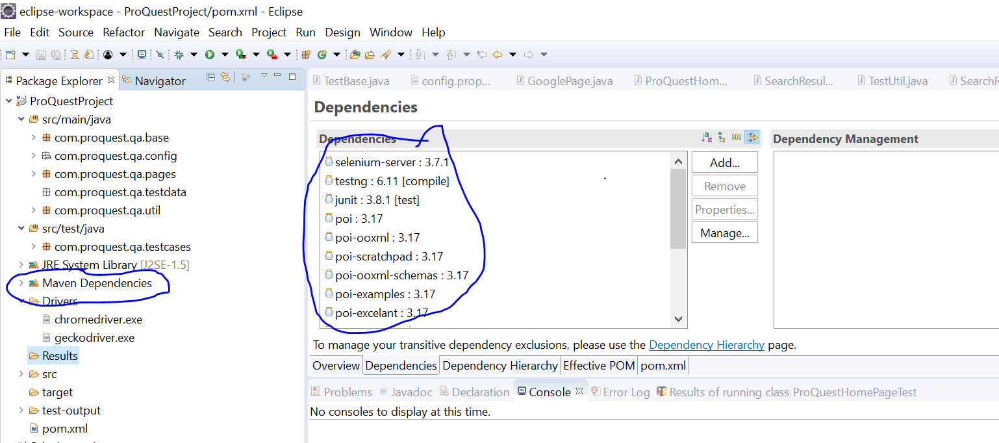 eclipse-workspace - ProQuestProject/pom.xml - Eclipse
File Edit Source Refactor Navigate Search Project Run Design Window Help
Package Explorer Navigator
ProQuestProject
src/main/java
com.proquest.qa.base
com.proquest.qa.config
com.proquest.qa.pages
com.proquest.qa.testdata
com.proquest.qa.util
src/test/java
com.proquest.qa.testcases
JRE System Library [J2SE-1.5]
Maven Dependencies
Drivers
chromedriver.exe
geckodriver.exe
Results
src
target
test-output
pom.xml
TestBase.java config.prop... GooglePage.java ProQuestHom... SearchResul... TestUtil.java SearchR
Dependencies
Dependencies
selenium-server : 3.7.1
testng : 6.11 [compile]
junit : 3.8.1 [test]
poi : 3.17
poi-ooxml : 3.17
poi-scratchpad : 3.17
poi-ooxml-schemas : 3.17
poi-examples : 3.17
poi-excelant : 3.17
Add...
Remove
Properties...
Manage...
Dependency Management
To manage your transitive dependency exclusions, please use the Dependency Hierarchy page.
Overview Dependencies Dependency Hierarchy Effective POM pom.xml
Problems @ Javadoc Declaration Console Error Log Results of running class ProQuestHomePageTest
No consoles to display at this time.